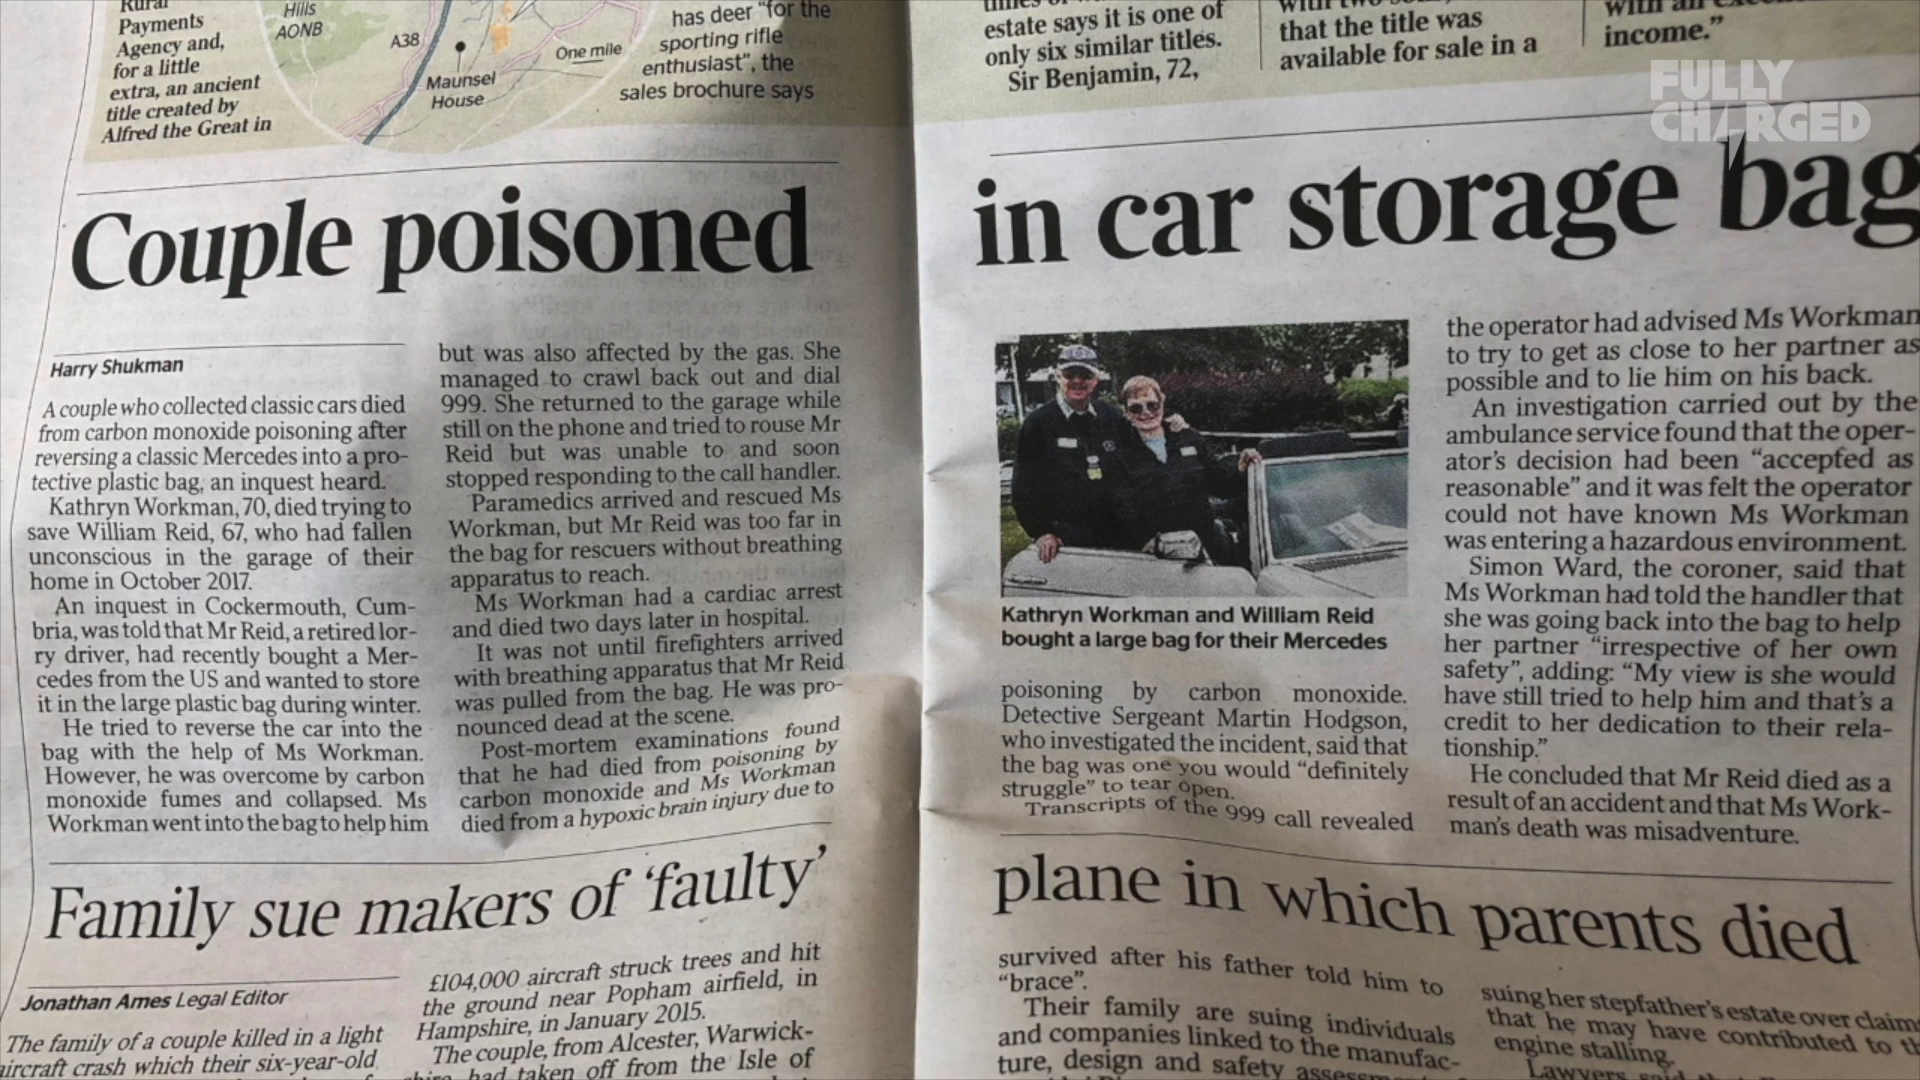 Rural
Payments
Agency and,
for a little
extra, an ancient
title created by
Alfred the Great in
Hills
AONB
A38
Maunsel
House
One mile
has deer “for the
sporting rifle
enthusiast”, the
sales brochure says
estate says it is one of
only six similar titles.
Sir Benjamin, 72,
that the title was
available for sale in a
income.”
FULLY
CHARGED
Couple poisoned in car storage bag
Harry Shukman
A couple who collected classic cars died
from carbon monoxide poisoning after
reversing a classic Mercedes into a pro-
tective plastic bag, an inquest heard.
Kathryn Workman, 70, died trying to
save William Reid, 67, who had fallen
unconscious in the garage of their
home in October 2017.
An inquest in Cockermouth, Cum-
bria, was told that Mr Reid, a retired lor-
ry driver, had recently bought a Mer-
cedes from the US and wanted to store
it in the large plastic bag during winter.
He tried to reverse the car into the
bag with the help of Ms Workman.
However, he was overcome by carbon
monoxide fumes and collapsed. Ms
Workman went into the bag to help him
but was also affected by the gas. She
managed to crawl back out and dial
999. She returned to the garage while
still on the phone and tried to rouse Mr
Reid but was unable to and soon
stopped responding to the call handler.
Paramedics arrived and rescued Ms
Workman, but Mr Reid was too far in
the bag for rescuers without breathing
apparatus to reach.
Ms Workman had a cardiac arrest
and died two days later in hospital.
It was not until firefighters arrived
with breathing apparatus that Mr Reid
was pulled from the bag. He was pro-
nounced dead at the scene.
Post-mortem examinations found
that he had died from poisoning by
carbon monoxide and Ms Workman
died from a hypoxic brain injury due to
Kathryn Workman and William Reid
bought a large bag for their Mercedes
poisoning by carbon monoxide.
Detective Sergeant Martin Hodgson,
who investigated the incident, said that
the bag was one you would “definitely
struggle” to tear open.
Transcripts of the 999 call revealed
the operator had advised Ms Workman
to try to get as close to her partner as
possible and to lie him on his back.
An investigation carried out by the
ambulance service found that the oper-
ator’s decision had been “accepted as
reasonable” and it was felt the operator
could not have known Ms Workman
was entering a hazardous environment.
Simon Ward, the coroner, said that
Ms Workman had told the handler that
she was going back into the bag to help
her partner “irrespective of her own
safety”, adding: “My view is she would
have still tried to help him and that’s a
credit to her dedication to their rela-
tionship.”
He concluded that Mr Reid died as a
result of an accident and that Ms Work-
man’s death was misadventure.
Family sue makers of ‘faulty’ plane in which parents died
Jonathan Ames Legal Editor
The family of a couple killed in a light
aircraft crash which their six-year-old
£104,000 aircraft struck trees and hit
the ground near Popham airfield, in
Hampshire, in January 2015.
The couple, from Alcester, Warwick-
had taken off from the Isle of
survived after his father told him to
“brace”.
Their family are suing individuals
and companies linked to the manufac-
ture, design and safety
suing her stepfather’s estate over claims
that he may have contributed to
engine stalling.
Lawyers